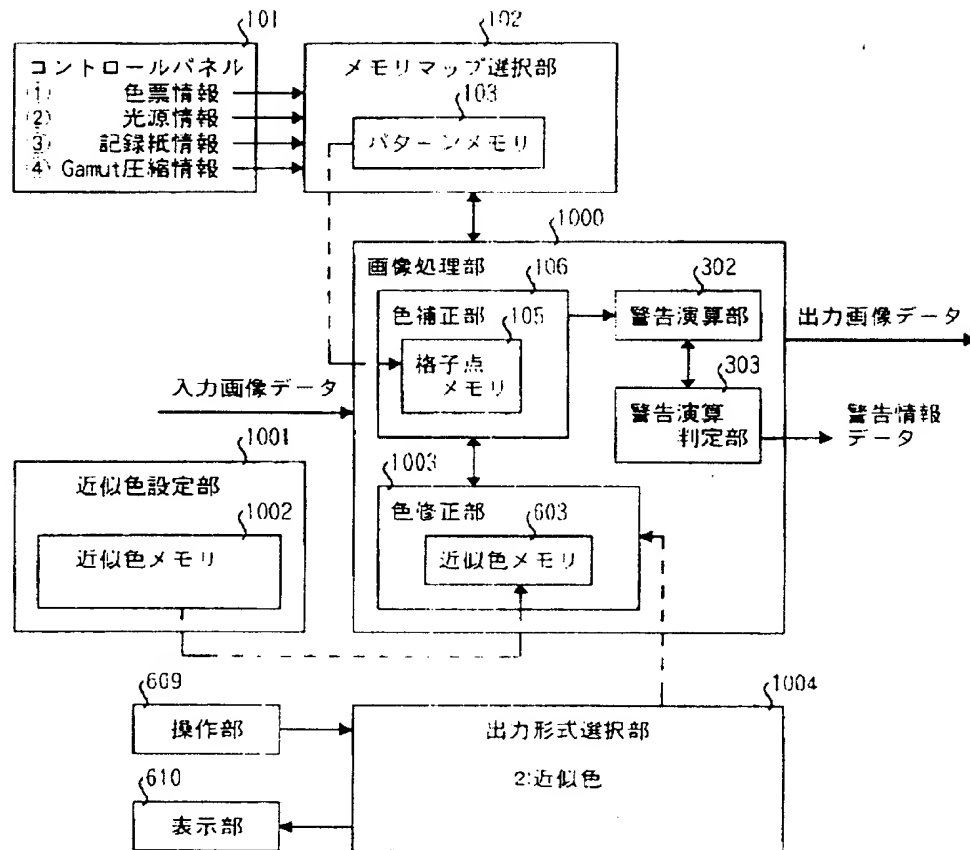 101
コントロールパネル
① 色票情報
② 光源情報
③ 記録紙情報
④ Gamut圧縮情報
102
メモリマップ選択部
103
パターンメモリ
1000
画像処理部
106
色補正部
105
格子点
メモリ
302
警告演算部
出力画像データ
303
警告演算
判定部
警告情報
データ
入力画像データ
1001
近似色設定部
1002
近似色メモリ
1003
色修正部
603
近似色メモリ
609
操作部
1004
出力形式選択部
2:近似色
610
表示部